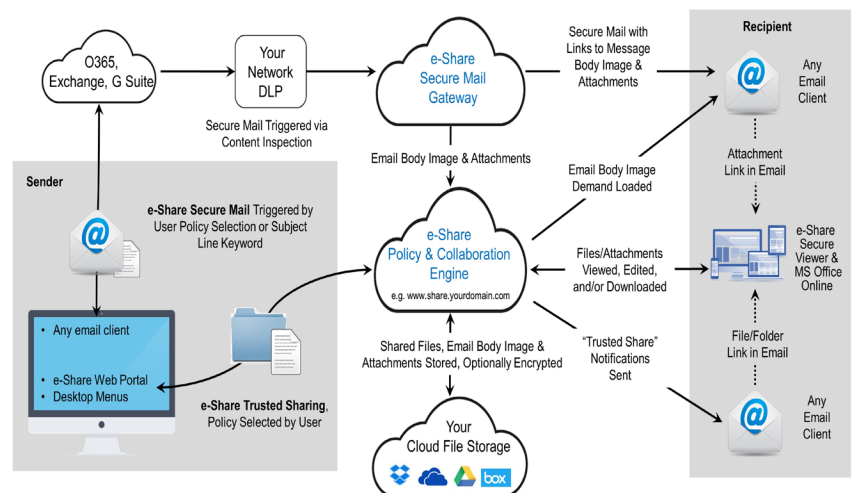 O365,
Exchange, G Suite
Your
Network
DLP
Secure Mail Triggered via
Content Inspection
e-Share
Secure Mail
Gateway
Secure Mail with
Links to Message
Body Image &
Attachments
Recipient
@
Any
Email
Client
Email Body Image & Attachments
Email Body Image
Demand Loaded
Attachment
Link in Email
Sender
@
e-Share Secure Mail Triggered by
User Policy Selection or Subject
Line Keyword
e-Share
Policy & Collaboration
Engine
e.g. www.share.yourdomain.com
Files/Attachments
Viewed, Edited,
and/or Downloaded
e-Share
Secure
Viewer &
MS Office
Online
• Any email client
• e-Share Web Portal
• Desktop Menus
e-Share Trusted Sharing,
Policy Selected by User
Shared Files, Email Body Image &
Attachments Stored, Optionally Encrypted
“Trusted Share”
Notifications
Sent
File/Folder
Link in Email
@
Any
Email
Client
Your
Cloud File Storage
box